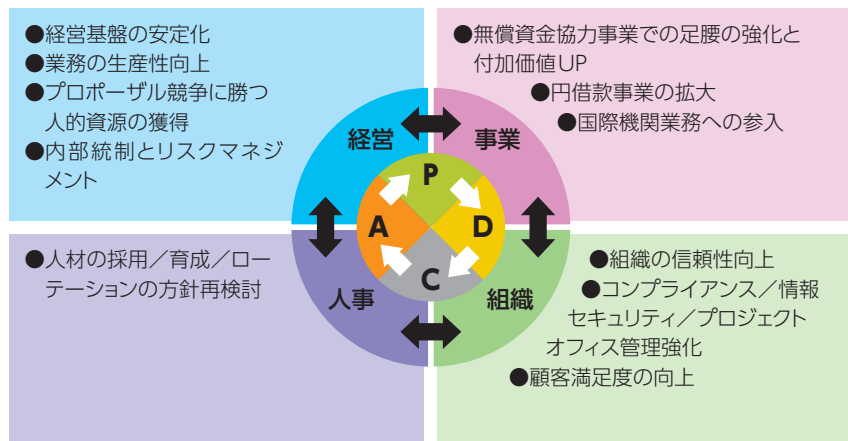 ●経営基盤の安定化
●業務の生産性向上
●プロポーザル競争に勝つ
人的資源の獲得
●内部統制とリスクマネジ
メント
●無償資金協力事業での足腰の強化と
付加価値UP
●円借款事業の拡大
●国際機関業務への参入
経営
事業
P
A
D
C
人事
組織
●人材の採用／育成／ロー
テーションの方針再検討
●組織の信頼性向上
●コンプライアンス／情報
セキュリティ／プロジェクト
オフィス管理強化
●顧客満足度の向上